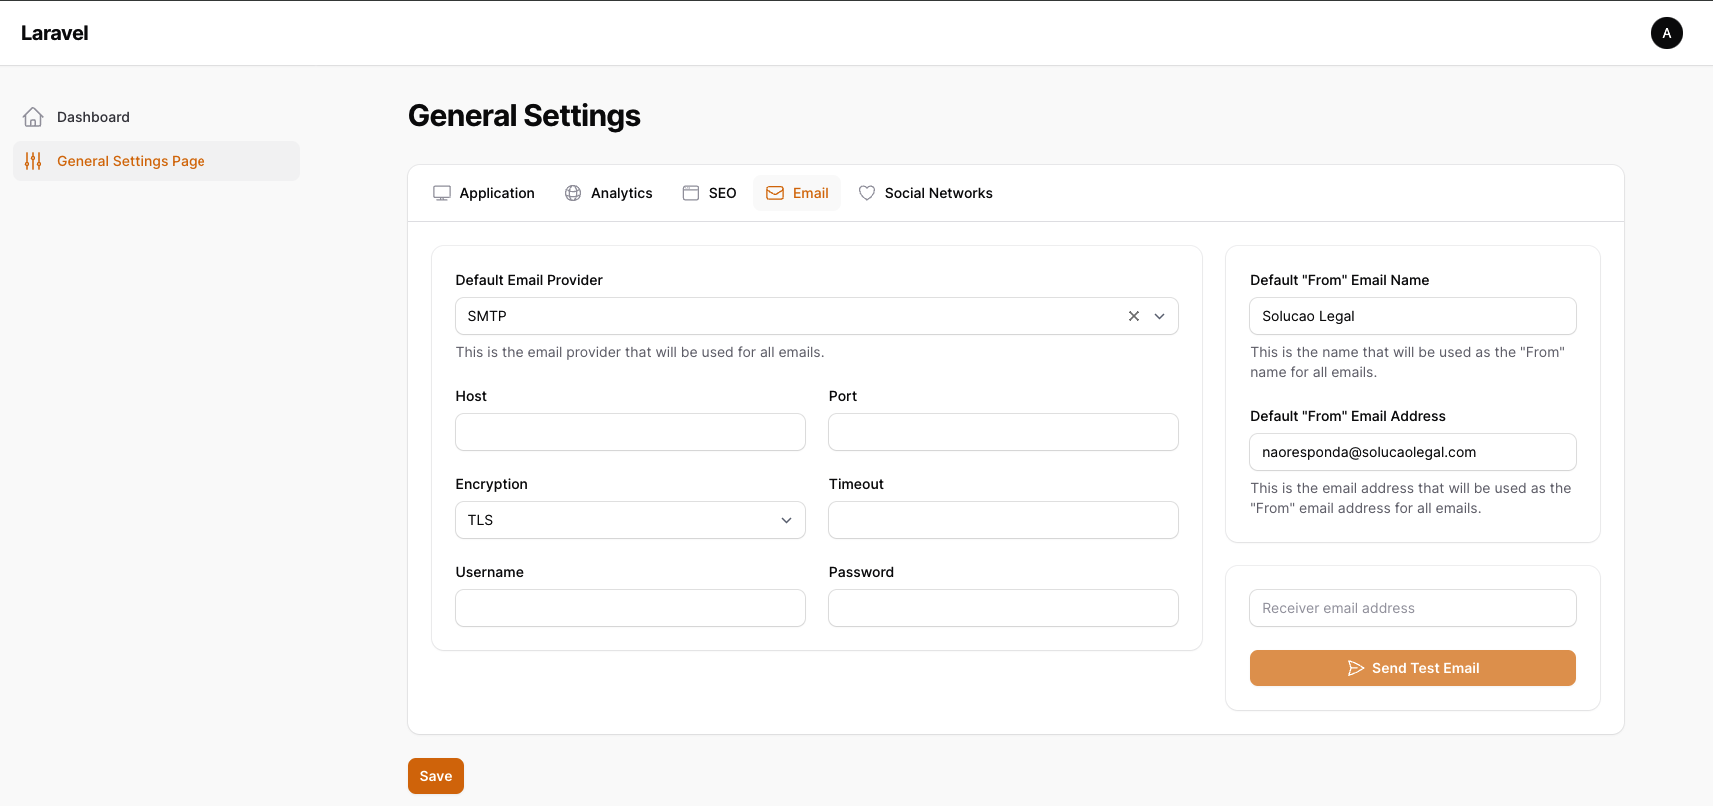 Laravel
A
Dashboard
General Settings Page
General Settings
Application
Analytics
SEO
Email
Social Networks
Default Email Provider
SMTP
This is the email provider that will be used for all emails.
Host
Port
Encryption
TLS
Timeout
Username
Password
Default "From" Email Name
Solucao Legal
This is the name that will be used as the "From"
name for all emails.
Default "From" Email Address
naoresponda@solucaolegal.com
This is the email address that will be used as the
"From" email address for all emails.
Receiver email address
Send Test Email
Save